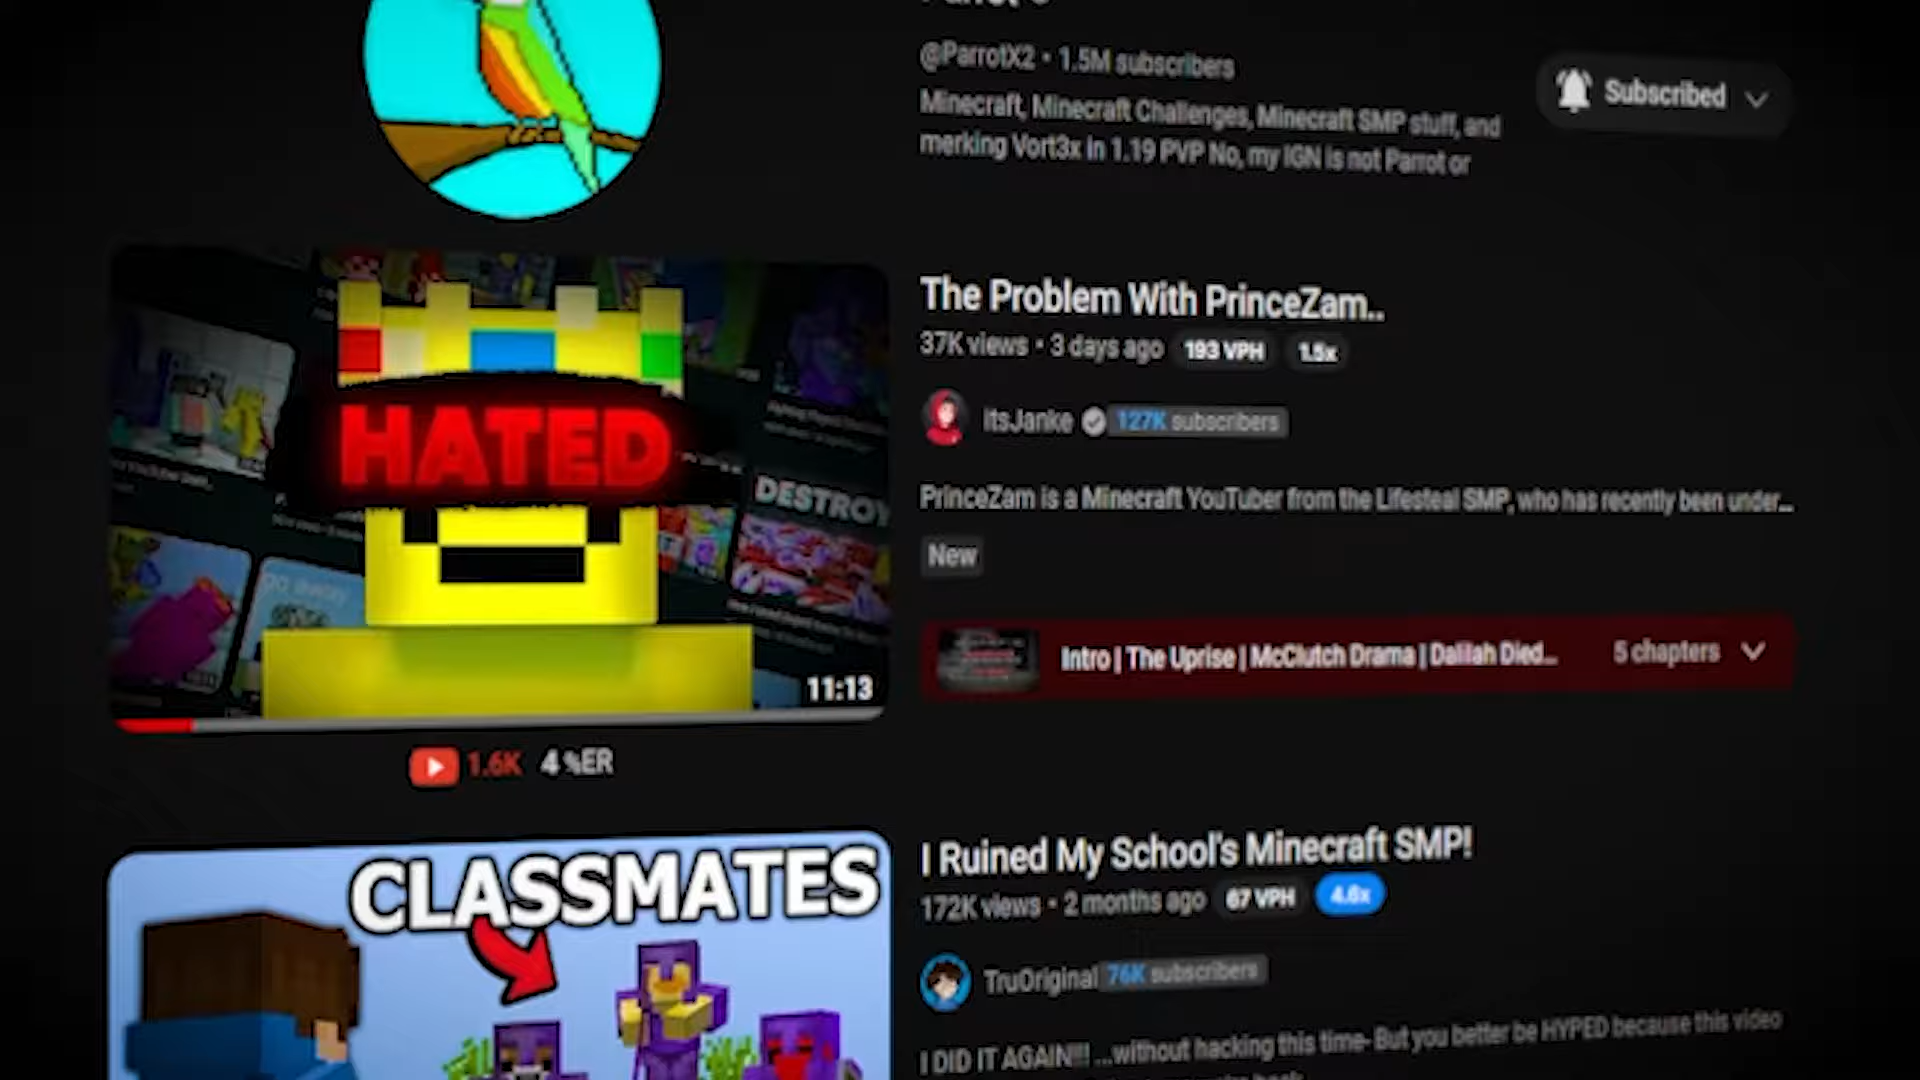 @ParrotX2 • 1.5M subscribers
Minecraft, Minecraft Challenges, Minecraft SMP stuff, and
merking Vort3x in 1.19 PVP No, my IGN is not Parrot or
Subscribed
HATED
DESTROY
go away
11:13
1.6K 4 %ER
The Problem With PrinceZam..
37K views • 3 days ago 193 VPH 1.5x
ItsJanke 127K subscribers
PrinceZam is a Minecraft YouTuber from the Lifesteal SMP, who has recently been under...
New
Intro | The Uprise | McClutch Drama | Dalilah Died... 5 chapters
CLASSMATES
I Ruined My School's Minecraft SMP!
172K views • 2 months ago 67 VPH 4.6x
TruOriginal 76K subscribers
I DID IT AGAIN!!! ...without hacking this time- But you better be HYPED because this video